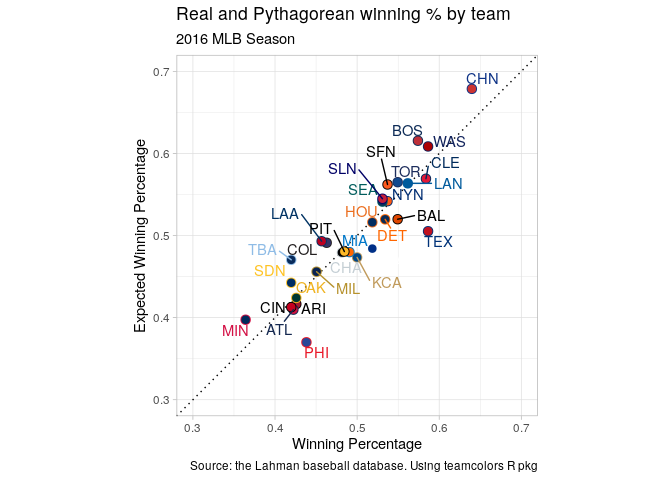 Real and Pythagorean winning % by team
2016 MLB Season
0.7
0.6
0.5
0.4
0.3
Expected Winning Percentage
CHN
BOS
WAS
SFN
CLE
SLN
TOR
LAN
SEA
NYN
HOU
LAA
BAL
PIT
DET
TEX
MIA
TBA
COL
CHA
SDN
KCA
OAK
MIL
CIN
ARI
ATL
MIN
PHI
0.3
0.4
0.5
0.6
0.7
Winning Percentage
Source: the Lahman baseball database. Using teamcolors R pkg